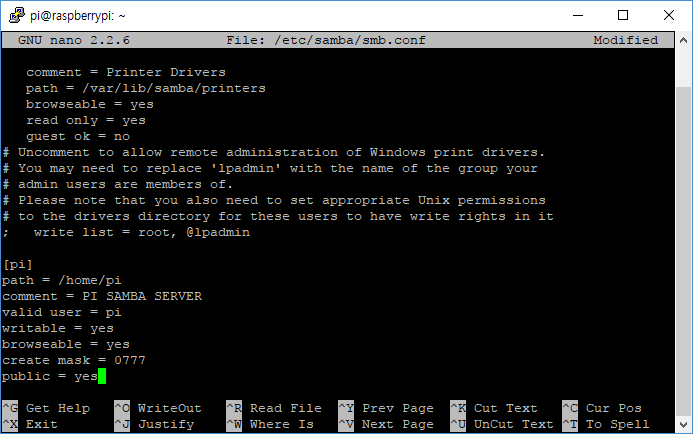 pi@raspberrypi: ~
GNU nano 2.2.6 File: /etc/samba/smb.conf Modified
comment = Printer Drivers
path = /var/lib/samba/printers
browseable = yes
read only = yes
guest ok = no
# Uncomment to allow remote administration of Windows print drivers.
# You may need to replace 'lpadmin' with the name of the group your
# admin users are members of.
# Please note that you also need to set appropriate Unix permissions
# to the drivers directory for these users to have write rights in it
;   write list = root, @lpadmin
[pi]
path = /home/pi
comment = PI SAMBA SERVER
valid user = pi
writable = yes
browseable = yes
create mask = 0777
public = yes
^G Get Help ^O WriteOut ^R Read File ^Y Prev Page ^K Cut Text ^C Cur Pos
^X Exit ^J Justify ^W Where Is ^V Next Page ^U UnCut Text ^T To Spell